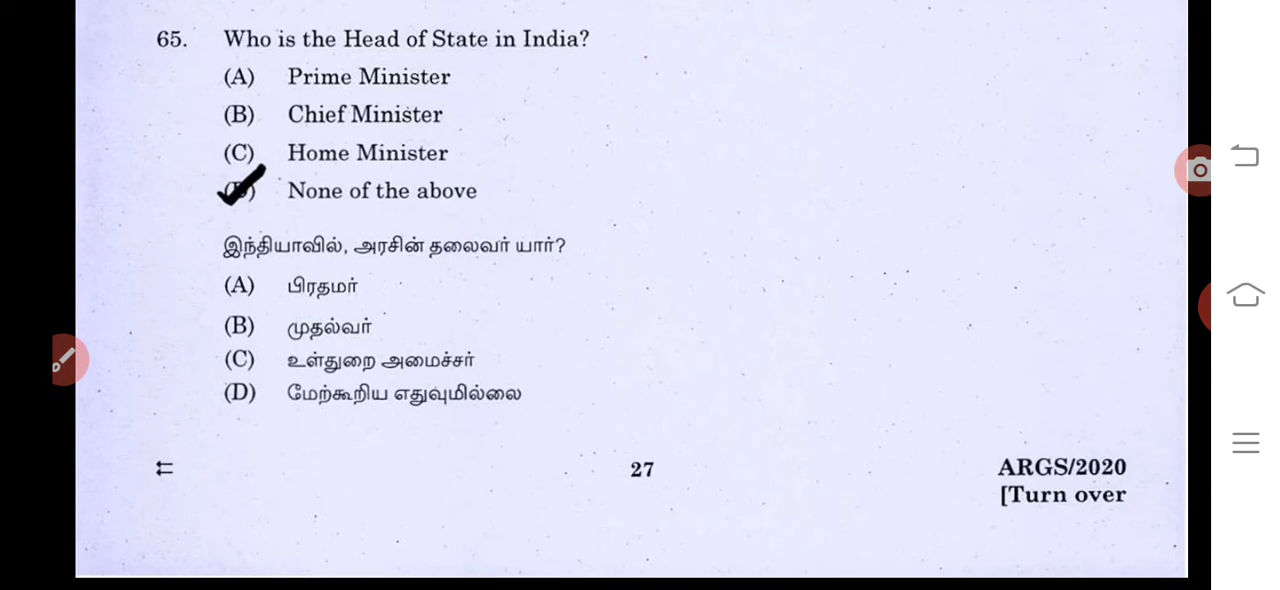 65. Who is the Head of State in India?
(A) Prime Minister
(B) Chief Minister
(C) Home Minister
(D) None of the above
இந்தியாவில், அரசின் தலைவர் யார்?
(A) பிரதமர்
(B) முதல்வர்
(C) உள்துறை அமைச்சர்
(D) மேற்கூறிய எதுவுமில்லை
27
ARGS/2020
[Turn over